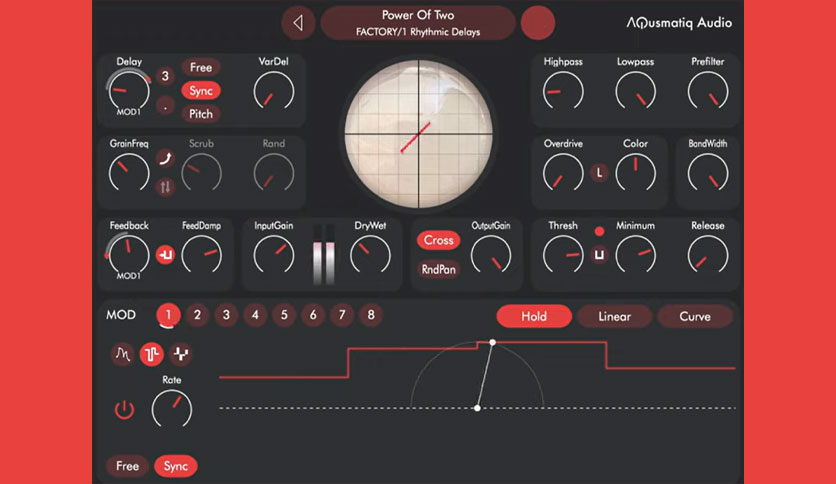 Power Of Two
FACTORY/1 Rhythmic Delays
ΛQusmatiq Audio
Delay
MOD1
3
.
Free
Sync
Pitch
VarDel
Highpass
Lowpass
Prefilter
GrainFreq
Scrub
Rand
Overdrive
L
Color
BandWidth
Feedback
MOD1
FeedDamp
InputGain
DryWet
Cross
RndPan
OutputGain
Thresh
Minimum
Release
MOD 1 2 3 4 5 6 7 8
Hold Linear Curve
Rate
Free Sync